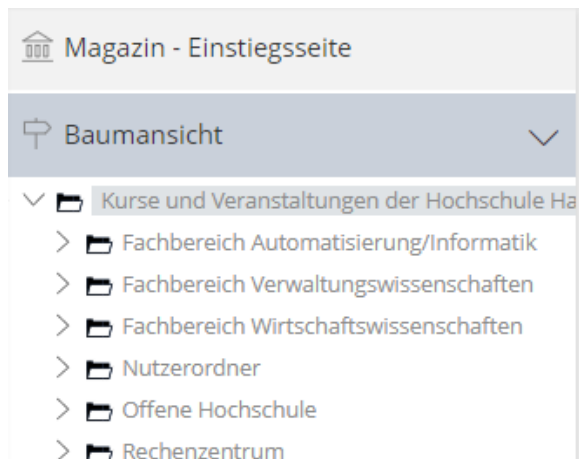 Magazin - Einstiegsseite
Baumansicht
Kurse und Veranstaltungen der Hochschule Ha
Fachbereich Automatisierung/Informatik
Fachbereich Verwaltungswissenschaften
Fachbereich Wirtschaftswissenschaften
Nutzerordner
Offene Hochschule
Rechenzentrum